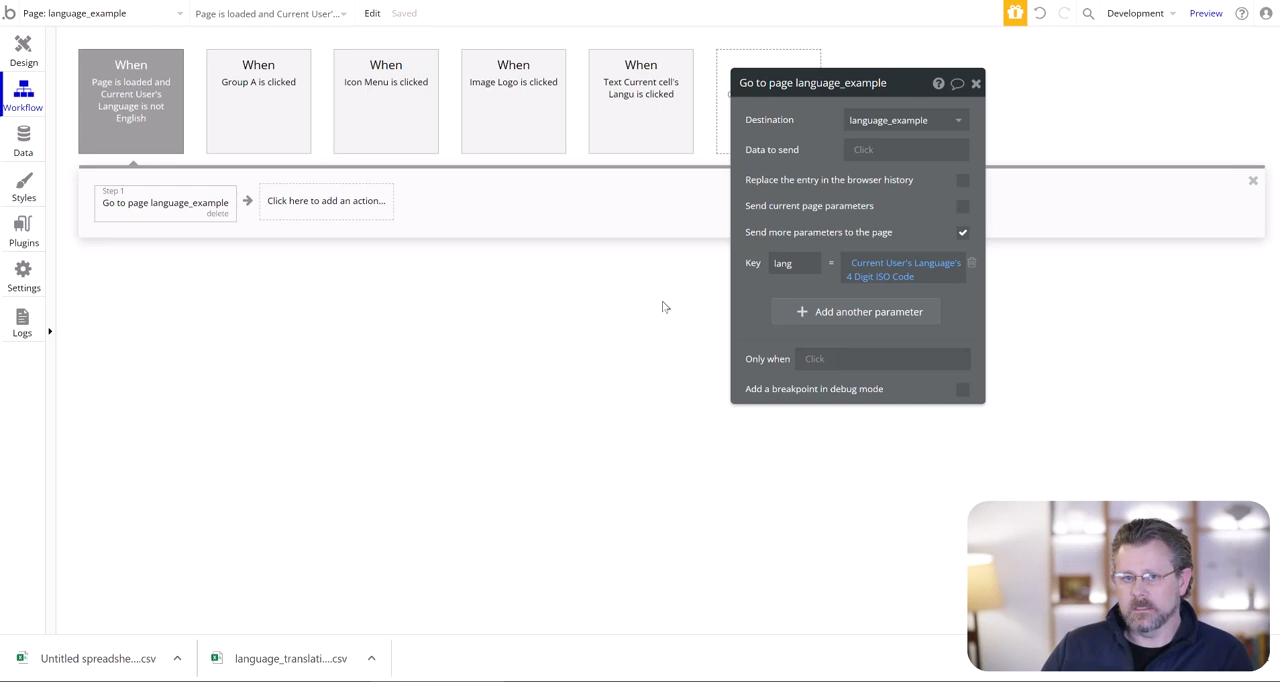 Page: language_example
Page is loaded and Current User'...
Edit
Saved
Development
Preview
Design
Workflow
Data
Styles
Plugins
Settings
Logs
When
Page is loaded and
Current User's
Language is not
English
When
Group A is clicked
When
Icon Menu is clicked
When
Image Logo is clicked
When
Text Current cell's
Langu is clicked
Step 1
Go to page language_example
delete
Click here to add an action...
Go to page language_example
Destination
language_example
Data to send
Click
Replace the entry in the browser history
Send current page parameters
Send more parameters to the page
Key
lang
=
Current User's Language's
4 Digit ISO Code
Add another parameter
Only when
Click
Add a breakpoint in debug mode
Untitled spreadshe....csv
language_translati....csv